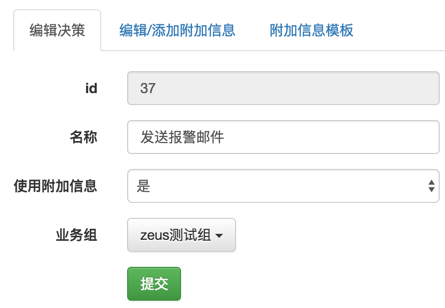 编辑决策 编辑/添加附加信息 附加信息模板
id 37
名称 发送报警邮件
使用附加信息 是
业务组 zeus测试组
提交